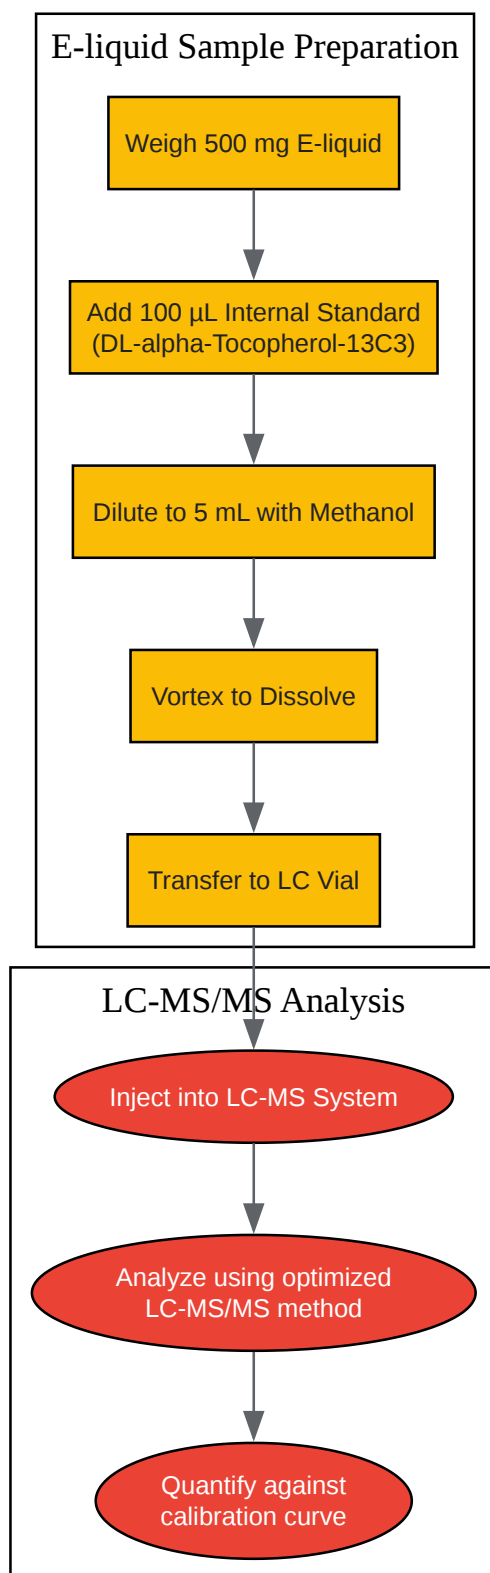 E-liquid Sample Preparation
Weigh 500 mg E-liquid
Add 100 µL Internal Standard
(DL-alpha-Tocopherol-13C3)
Dilute to 5 mL with Methanol
Vortex to Dissolve
Transfer to LC Vial
LC-MS/MS Analysis
Inject into LC-MS System
Analyze using optimized
LC-MS/MS method
Quantify against
calibration curve